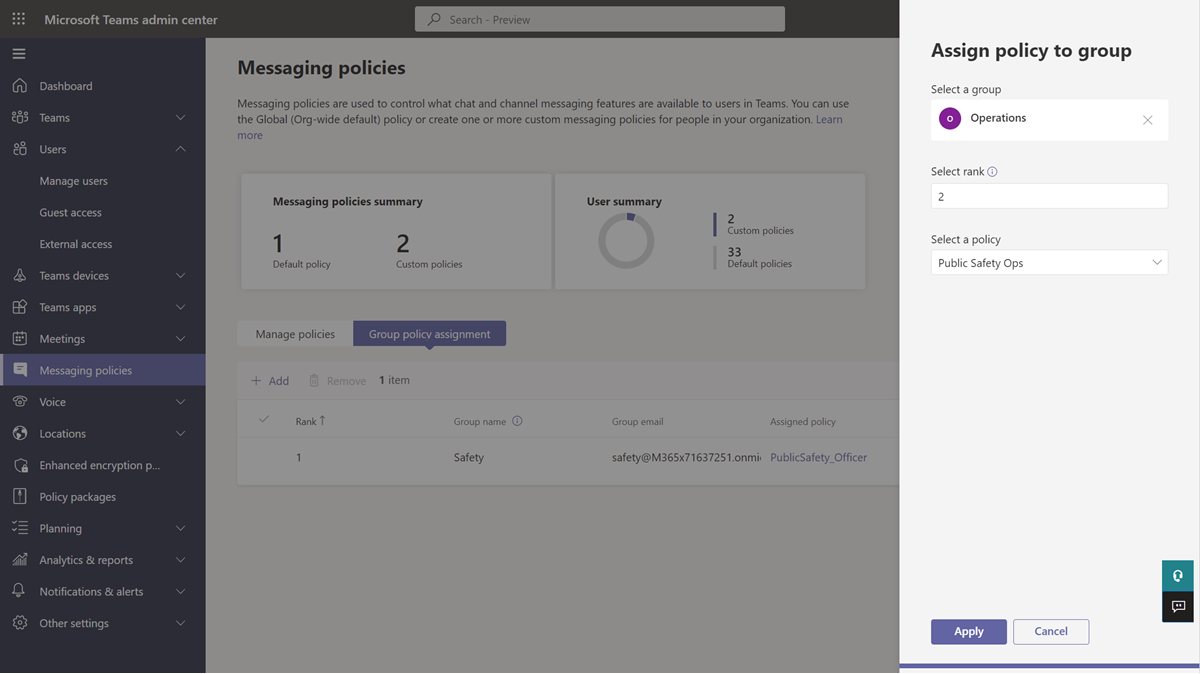 Microsoft Teams admin center
Search - Preview
Dashboard
Teams
Users
Manage users
Guest access
External access
Teams devices
Teams apps
Meetings
Messaging policies
Voice
Locations
Enhanced encryption p...
Policy packages
Planning
Analytics & reports
Notifications & alerts
Other settings
Messaging policies
Messaging policies are used to control what chat and channel messaging features are available to users in Teams. You can use
the Global (Org-wide default) policy or create one or more custom messaging policies for people in your organization. Learn
more
Messaging policies summary
1
Default policy
2
Custom policies
User summary
2
Custom policies
33
Default policies
Manage policies
Group policy assignment
Add
Remove
1 item
Rank
Group name
Group email
Assigned policy
1
Safety
safety@M365x71637251.onmi
PublicSafety_Officer
Assign policy to group
Select a group
O
Operations
Select rank
2
Select a policy
Public Safety Ops
Apply
Cancel